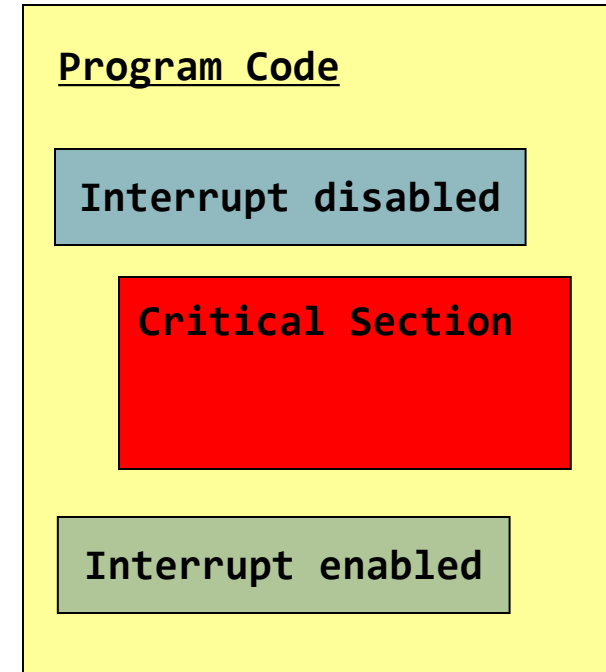 Program Code
Interrupt disabled
Critical Section
Interrupt enabled